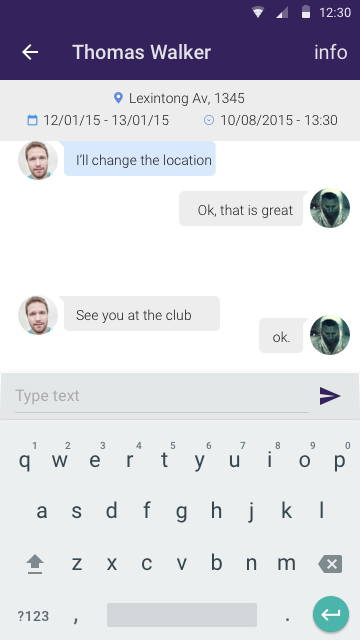 12:30
Thomas Walker info
Lexintong Av, 1345
12/01/15 - 13/01/15 10/08/2015 - 13:30
I'll change the location
Ok, that is great
See you at the club
ok.
Type text
1 2 3 4 5 6 7 8 9 0
q w e r t y u i o p
a s d f g h j k l
z x c v b n m
?123 , .